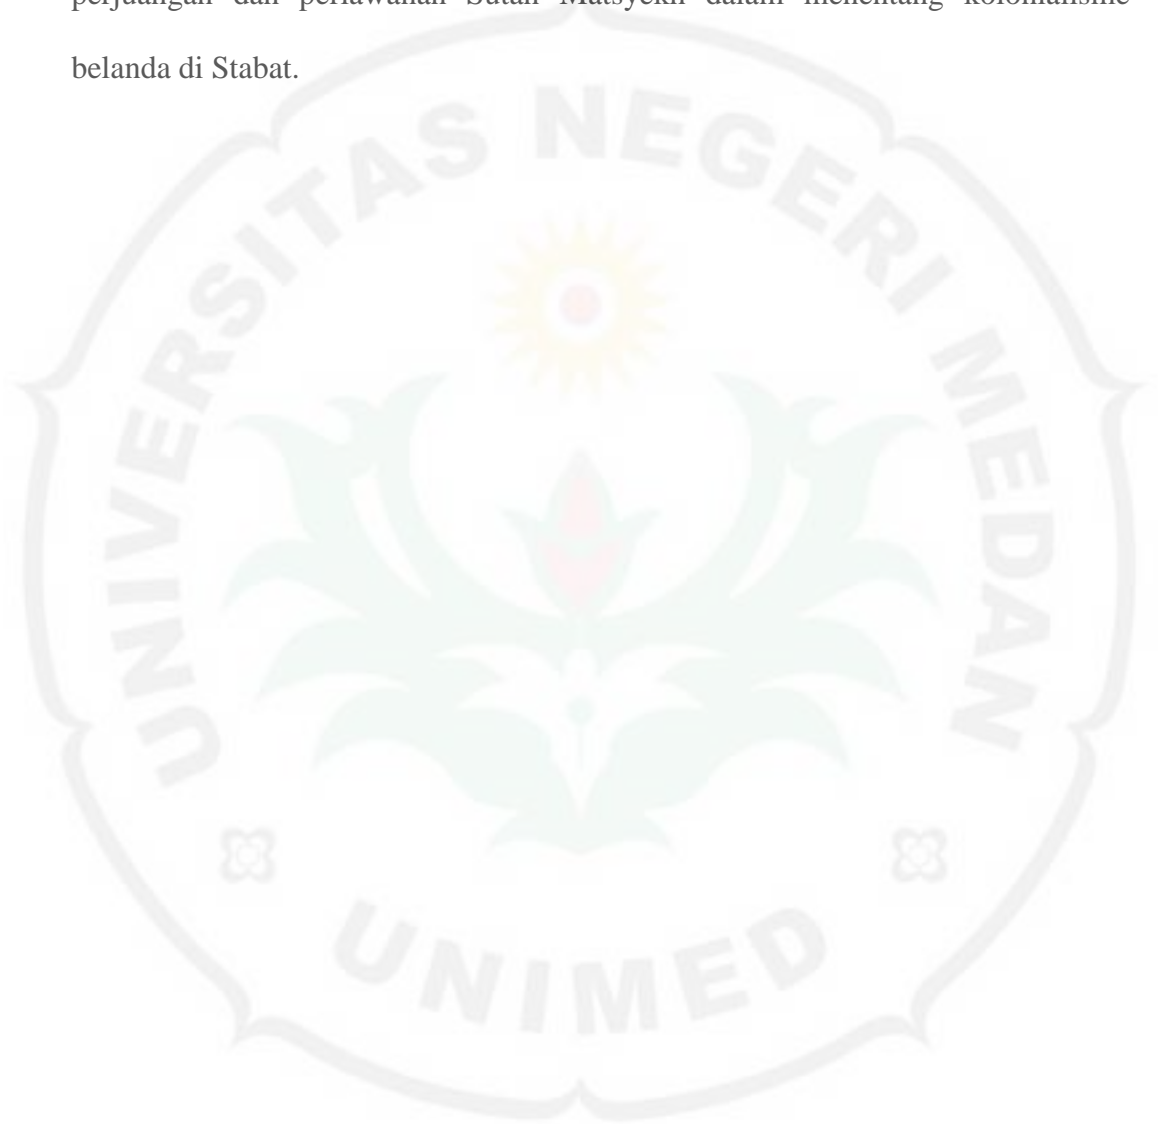 perjuangan dan perlawanan Sutan Matsyekh dalam menentang kolonialisme
belanda di Stabat.
UNIVERSITAS NEGERI MEDAN
UNIMED